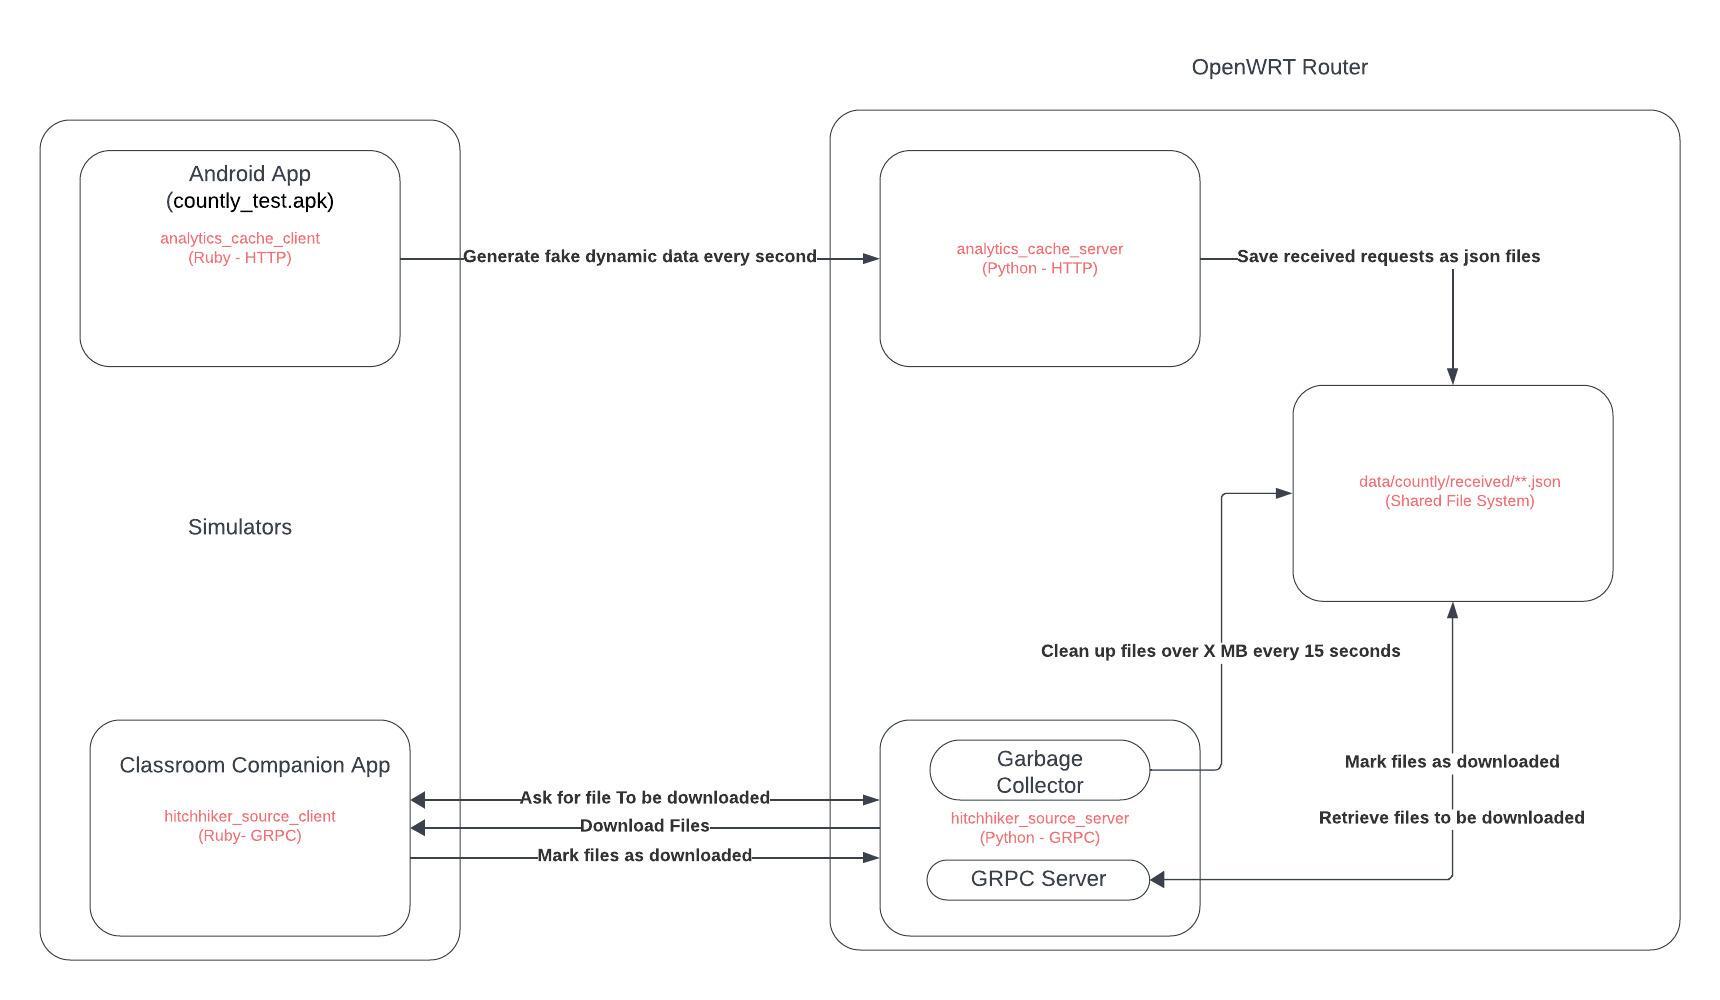 OpenWRT Router
Android App
(countly_test.apk)
analytics_cache_client
(Ruby - HTTP)
Generate fake dynamic data every second
analytics_cache_server
(Python - HTTP)
Save received requests as json files
data/countly/received/**.json
(Shared File System)
Simulators
Clean up files over X MB every 15 seconds
Classroom Companion App
hitchhiker_source_client
(Ruby- GRPC)
Ask for file To be downloaded
Download Files
Mark files as downloaded
Garbage
Collector
hitchhiker_source_server
(Python - GRPC)
GRPC Server
Mark files as downloaded
Retrieve files to be downloaded